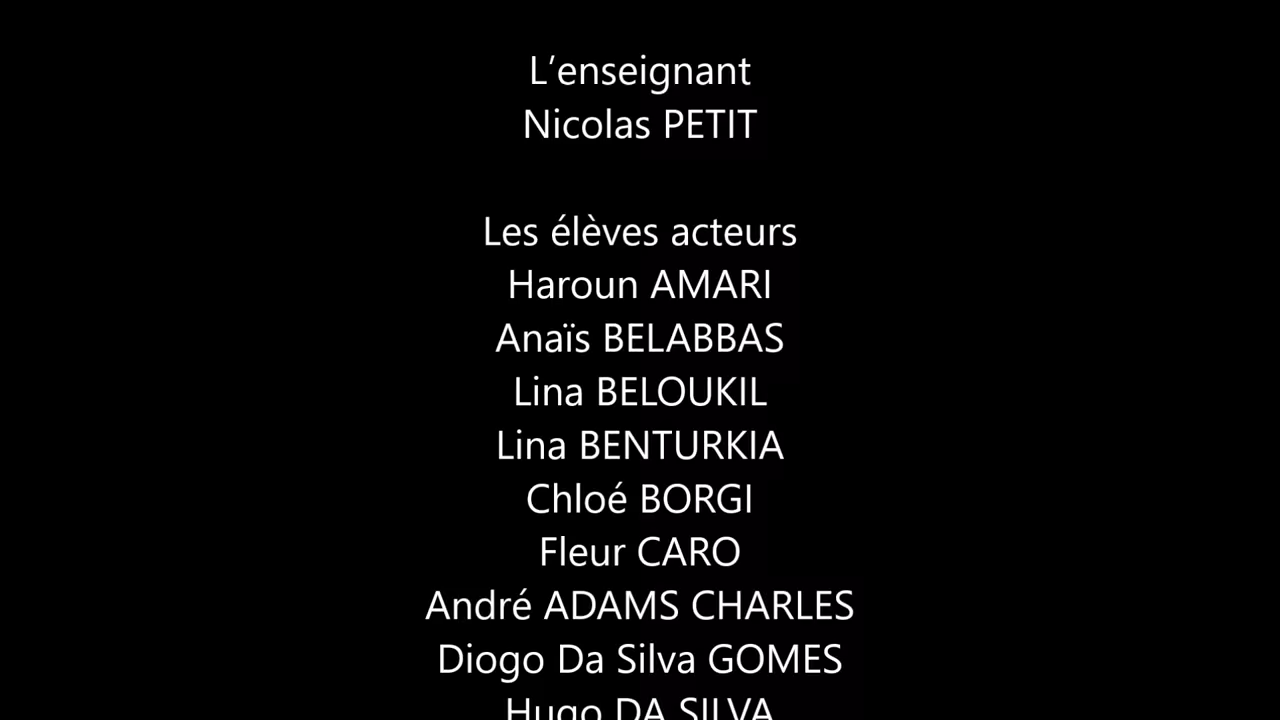 L’enseignant
Nicolas PETIT
Les élèves acteurs
Haroun AMARI
Anaïs BELABBAS
Lina BELOUKIL
Lina BENTURKIA
Chloé BORGI
Fleur CARO
André ADAMS CHARLES
Diogo Da Silva GOMES
Hugo DA SILVA